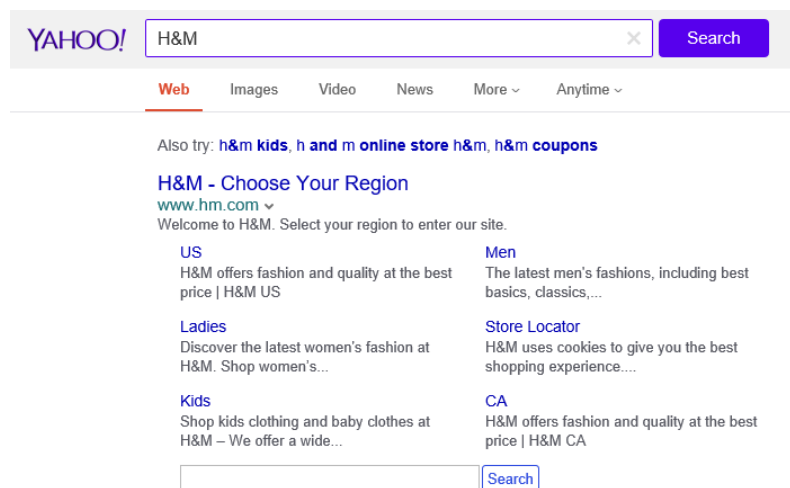 YAHOO! H&M Search
Web Images Video News More Anytime
Also try: h&m kids, h and m online store h&m, h&m coupons
H&M - Choose Your Region
www.hm.com
Welcome to H&M. Select your region to enter our site.
US
H&M offers fashion and quality at the best
price | H&M US
Men
The latest men's fashions, including best
basics, classics,...
Ladies
Discover the latest women's fashion at
H&M. Shop women's...
Store Locator
H&M uses cookies to give you the best
shopping experience....
Kids
Shop kids clothing and baby clothes at
H&M – We offer a wide...
CA
H&M offers fashion and quality at the best
price | H&M CA
Search